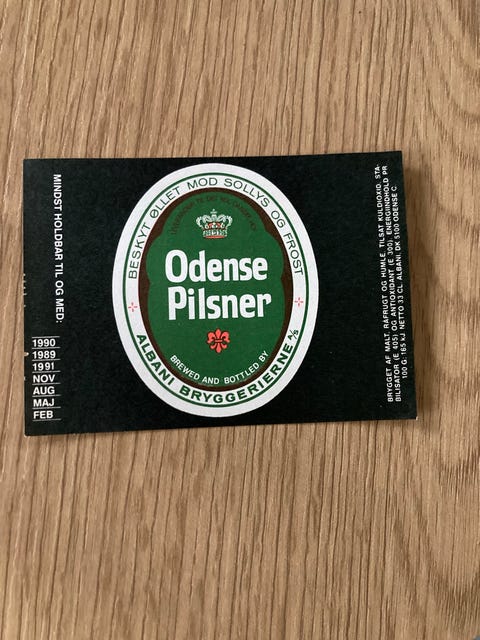 MINDST HOLDBAR TIL OG MED:
1990
1989
1991
NOV
AUG
MAJ
FEB
BESKYT ØLLET MOD SOLLYS OG FROST
Odense
Pilsner
BREWED AND BOTTLED BY
ALBANI BRYGGERIERNE A/S
BRYGGET AF MALT, RÅFRUGT OG HUMLE. TILSAT KULDIOXID, STA-
BILISATOR (E 405) OG ANTIOXIDANT (E 300). ENERGIINDHOLD PR
100 G: 165 kJ. NETTO 33 CL. ALBANI, DK 5100 ODENSE C.